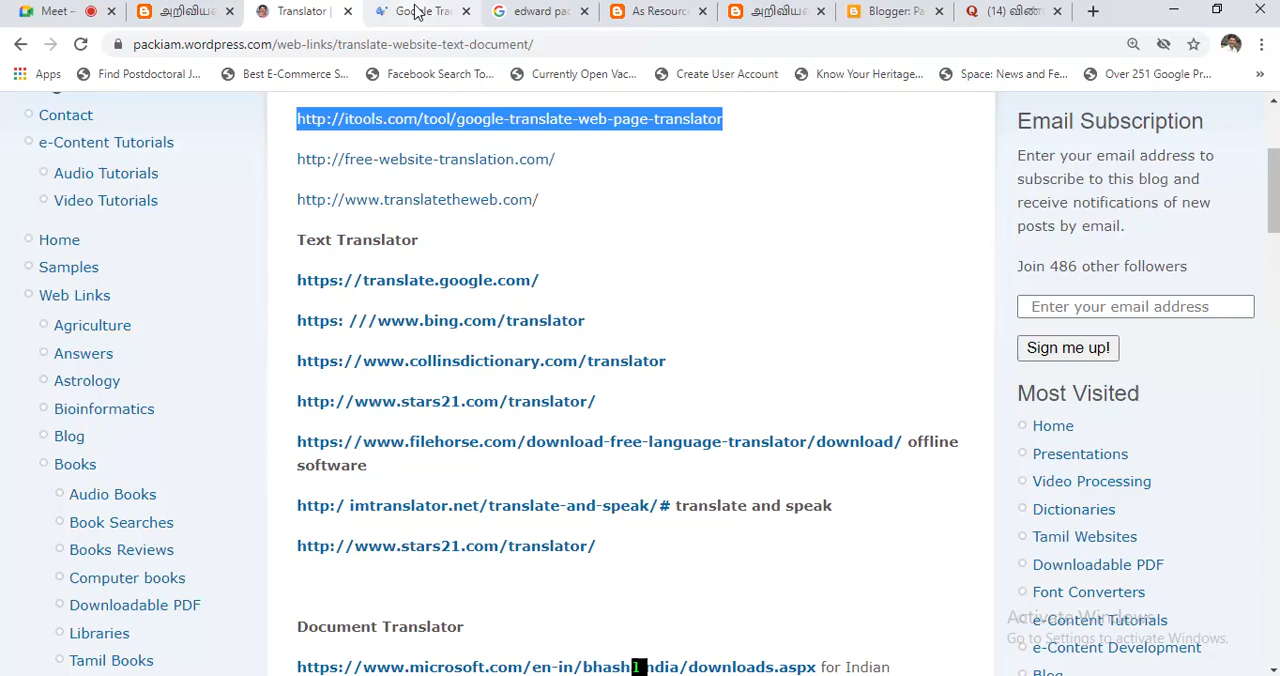 Meet –
அறிவியல்
Translator |
Google Tran
edward pa
As Resource
அறிவியல்
Blogger: Pa
(14) விண்
packiam.wordpress.com/web-links/translate-website-text-document/
Apps
Find Postdoctoral J...
Best E-Commerce S...
Facebook Search To...
Currently Open Vac...
Create User Account
Know Your Heritage...
Space: News and Fe...
Over 251 Google Pr...
»
Contact
e-Content Tutorials
Audio Tutorials
Video Tutorials
Home
Samples
Web Links
Agriculture
Answers
Astrology
Bioinformatics
Blog
Books
Audio Books
Book Searches
Books Reviews
Computer books
Downloadable PDF
Libraries
Tamil Books
http://itools.com/tool/google-translate-web-page-translator
http://free-website-translation.com/
http://www.translatetheweb.com/
Text Translator
https://translate.google.com/
https: ///www.bing.com/translator
https://www.collinsdictionary.com/translator
http://www.stars21.com/translator/
https://www.filehorse.com/download-free-language-translator/download/ offline
software
http:/ imtranslator.net/translate-and-speak/# translate and speak
http://www.stars21.com/translator/
Document Translator
https://www.microsoft.com/en-in/bhashaindia/downloads.aspx for Indian
1
Email Subscription
Enter your email address to
subscribe to this blog and
receive notifications of new
posts by email.
Join 486 other followers
Enter your email address
Sign me up!
Most Visited
Home
Presentations
Video Processing
Dictionaries
Tamil Websites
Downloadable PDF
Font Converters
e-Content Tutorials
e-Content Development
Blog
Activate Windows
Go to Settings to activate Windows.